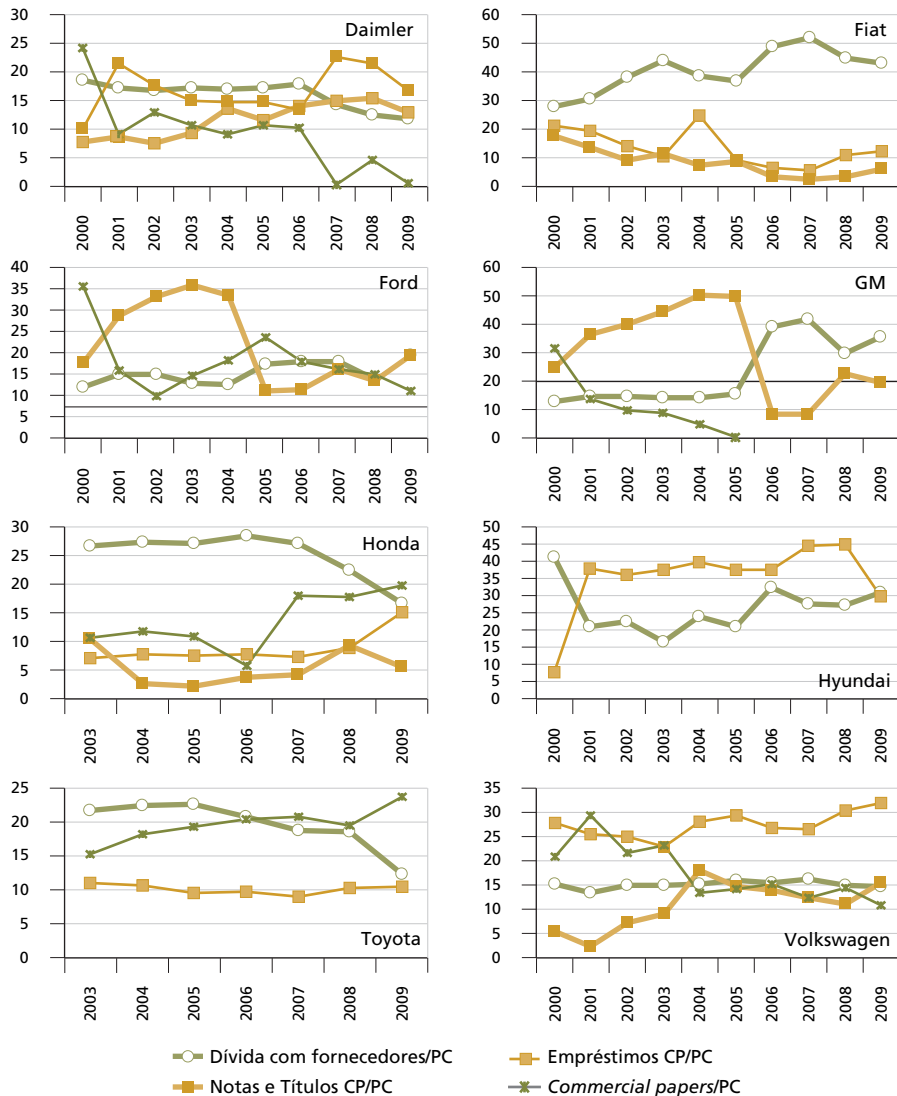 30 25 20 15 10 5 0
Daimler
2000 2001 2002 2003 2004 2005 2006 2007 2008 2009
60 50 40 30 20 10 0
Fiat
2000 2001 2002 2003 2004 2005 2006 2007 2008 2009
40 35 30 25 20 15 10 5 0
Ford
2000 2001 2002 2003 2004 2005 2006 2007 2008 2009
60 50 40 30 20 10 0
GM
2000 2001 2002 2003 2004 2005 2006 2007 2008 2009
30 25 20 15 10 5 0
Honda
2003 2004 2005 2006 2007 2008 2009
50 45 40 35 30 25 20 15 10 5 0
Hyundai
2000 2001 2002 2003 2004 2005 2006 2007 2008 2009
25 20 15 10 5 0
Toyota
2003 2004 2005 2006 2007 2008 2009
35 30 25 20 15 10 5 0
Volkswagen
2000 2001 2002 2003 2004 2005 2006 2007 2008 2009
Dívida com fornecedores/PC
Empréstimos CP/PC
Notas e Títulos CP/PC
Commercial papers/PC